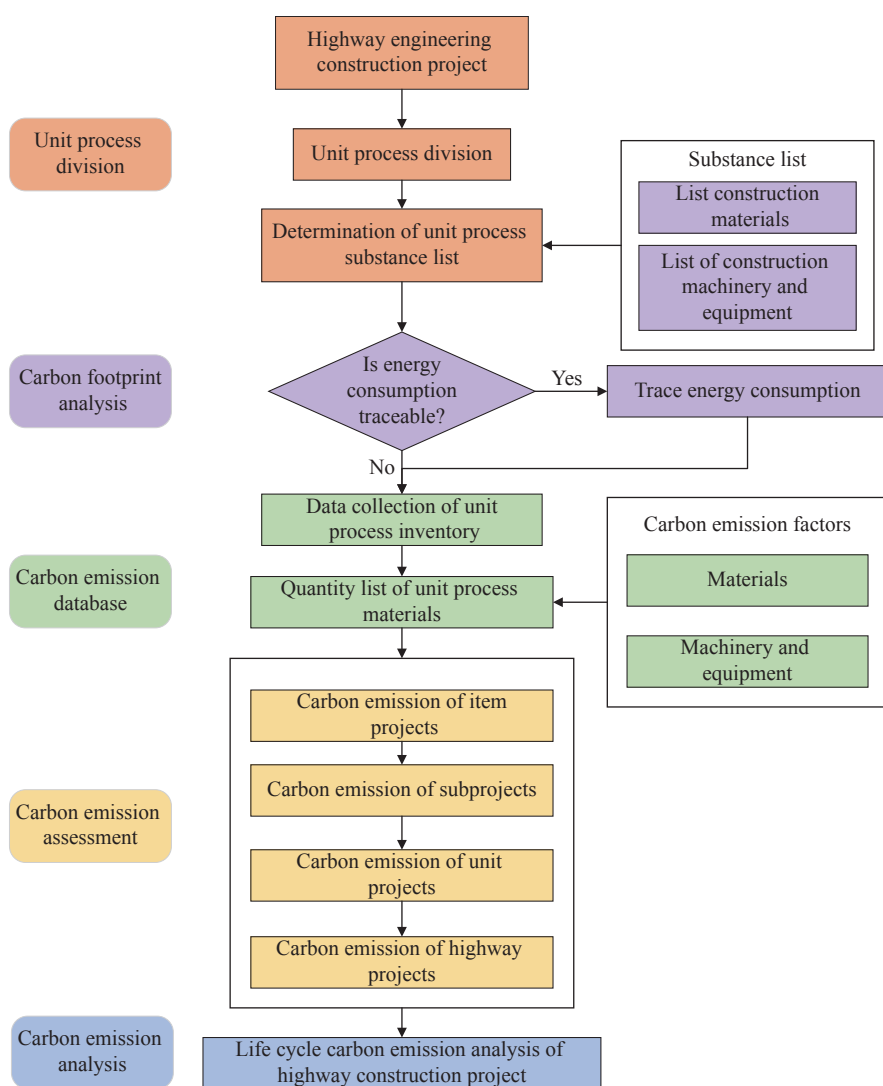 Highway engineering
construction project
Unit process
division
Unit process division
Substance list
List construction
materials
Determination of unit process
substance list
List of construction
machinery and
equipment
Carbon footprint
analysis
Is energy
consumption
traceable?
Yes
Trace energy consumption
No
Data collection of unit
process inventory
Carbon emission factors
Carbon emission
database
Quantity list of unit process
materials
Materials
Machinery and
equipment
Carbon emission of item
projects
Carbon emission of subprojects
Carbon emission
assessment
Carbon emission of unit
projects
Carbon emission of highway
projects
Carbon emission
analysis
Life cycle carbon emission analysis of
highway construction project